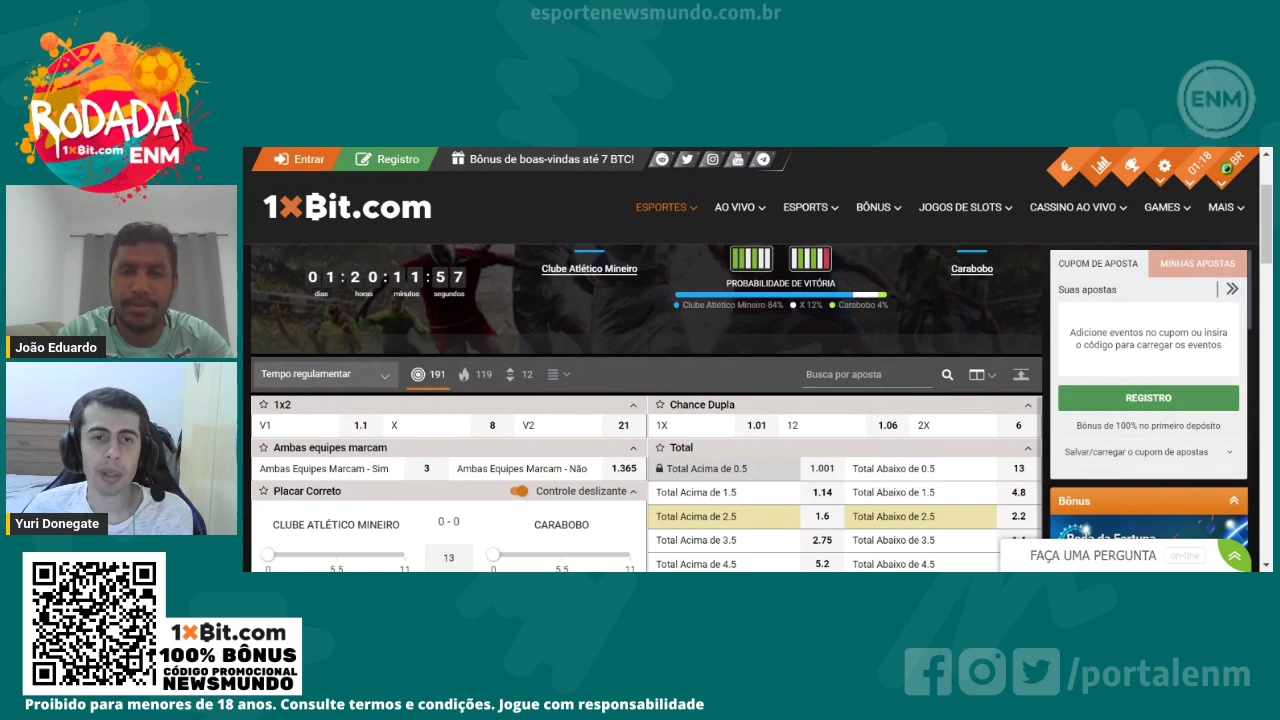 esportenewsmundo.com.br
RODADA
1xBit.com
ENM
ENM
João Eduardo
Yuri Donegate
Entrar
Registro
Bônus de boas-vindas até 7 BTC!
01:18
BR
1xBit.com
ESPORTES
AO VIVO
ESPORTS
BÔNUS
JOGOS DE SLOTS
CASSINO AO VIVO
GAMES
MAIS
01:20:11:57
dias horas minutos segundos
Clube Atlético Mineiro
Carabobo
PROBABILIDADE DE VITÓRIA
Clube Atlético Mineiro 84% X 12% Carabobo 4%
Tempo regulamentar
191
119
12
Busca por aposta
1x2
V1 1.1 X 8 V2 21
Ambas equipes marcam
Ambas Equipes Marcam - Sim 3 Ambas Equipes Marcam - Não 1.365
Placar Correto Controle deslizante
CLUBE ATLÉTICO MINEIRO 0 - 0 CARABOBO
13
0 5.5 11 0 5.5 11
Chance Dupla
1X 1.01 12 1.06 2X 6
Total
Total Acima de 0.5 1.001 Total Abaixo de 0.5 13
Total Acima de 1.5 1.14 Total Abaixo de 1.5 4.8
Total Acima de 2.5 1.6 Total Abaixo de 2.5 2.2
Total Acima de 3.5 2.75 Total Abaixo de 3.5
Total Acima de 4.5 5.2 Total Abaixo de 4.5
CUPOM DE APOSTA MINHAS APOSTAS
Suas apostas
Adicione eventos no cupom ou insira
o código para carregar os eventos
REGISTRO
Bônus de 100% no primeiro depósito
Salvar/carregar o cupom de apostas
Bônus
Roda da Fortuna
FAÇA UMA PERGUNTA on-line
1x₿it.com
100% BÔNUS
CÓDIGO PROMOCIONAL
NEWSMUNDO
/portalenm
Proibido para menores de 18 anos. Consulte termos e condições. Jogue com responsabilidade